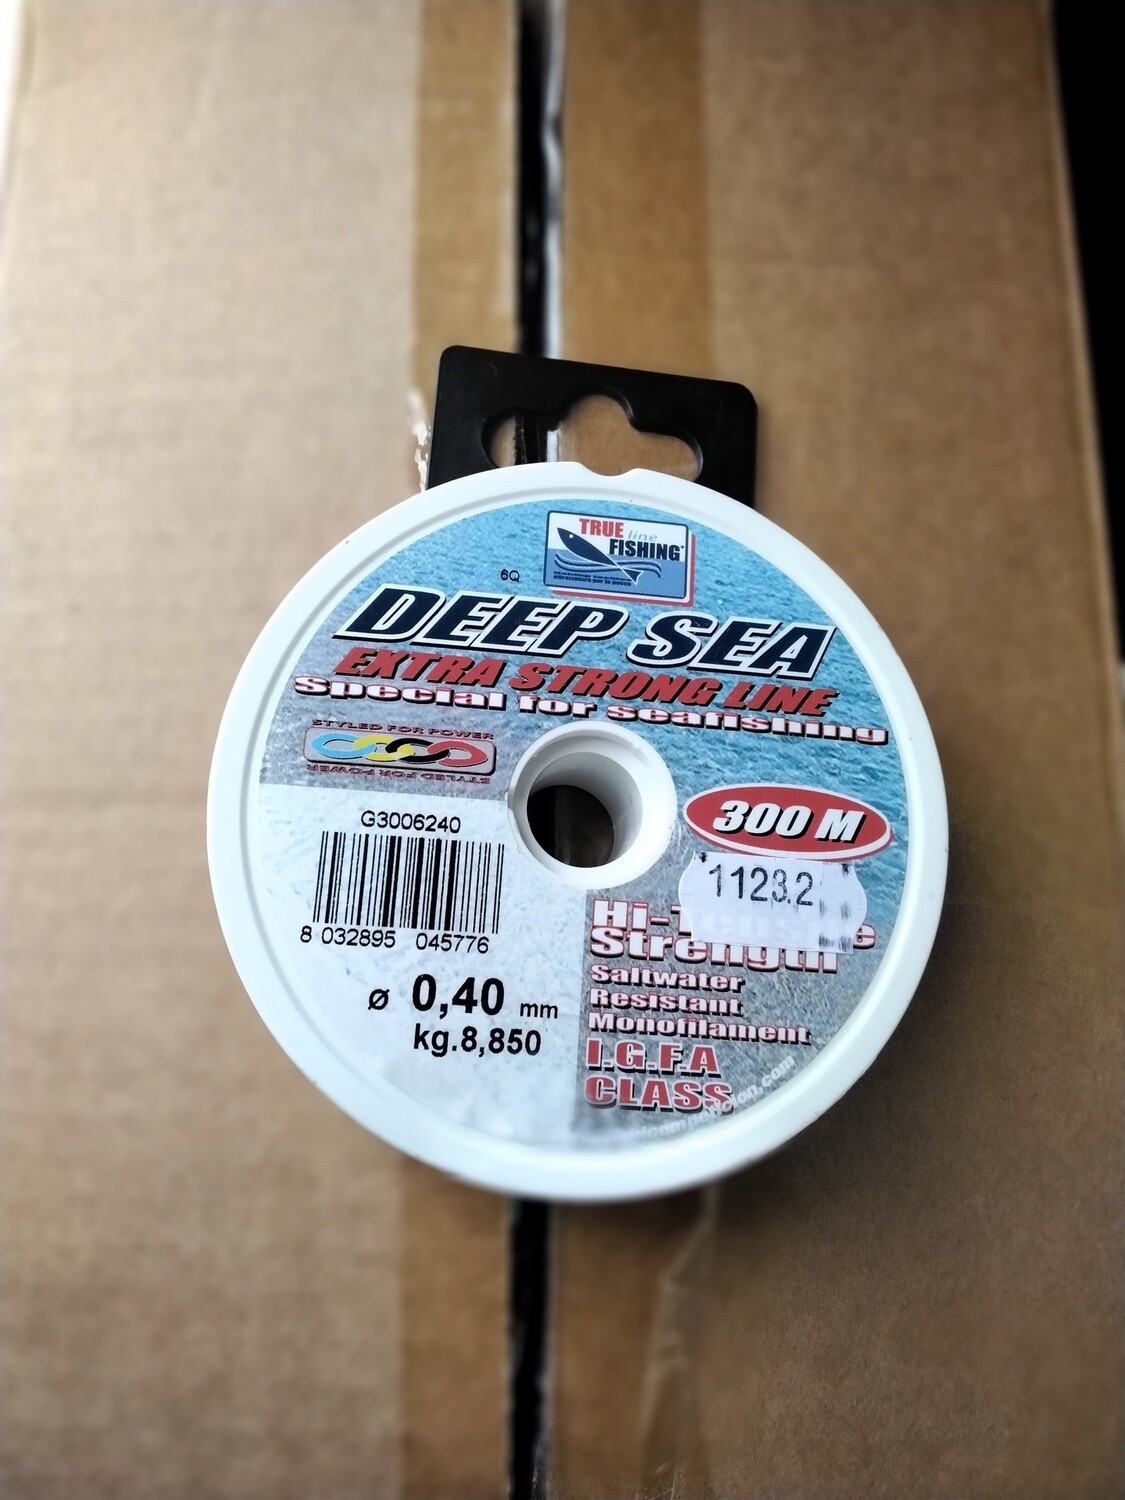 TRUE line
FISHING
6Q
DEEP SEA
EXTRA STRONG LINE
special for seafishing
STYLED FOR POWER
STYLED FOR POWER
300 M
G3006240
1128.2
8 032895 045776
Strength
Saltwater
Resistant
Monofilament
ø 0,40 mm
kg.8,850
I.G.F.A
CLASS